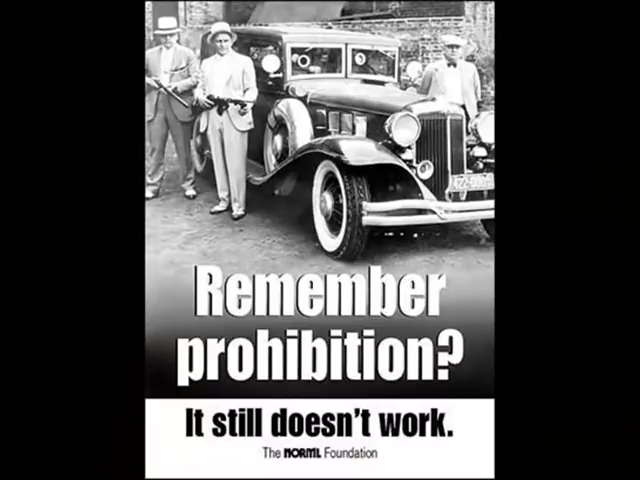 Remember
prohibition?
It still doesn't work.
The NORML Foundation